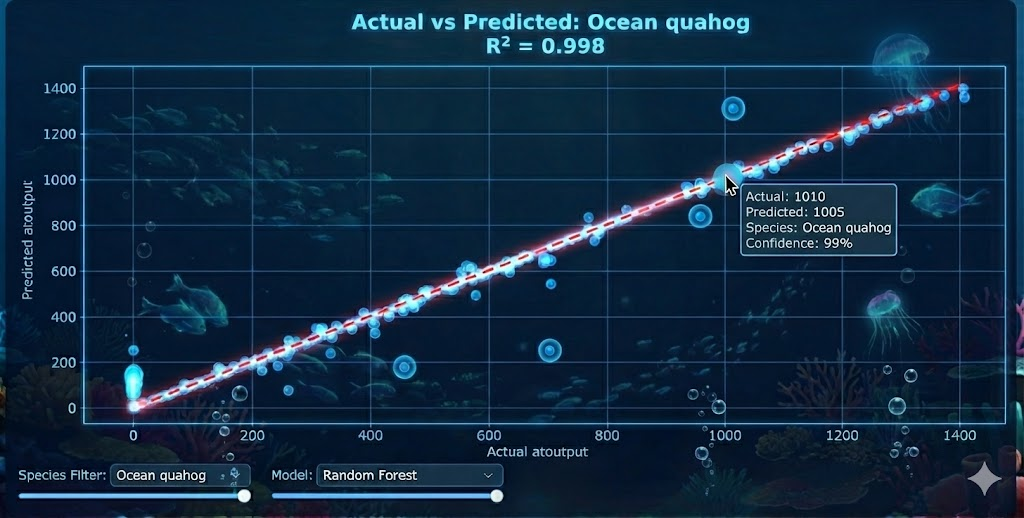 Actual vs Predicted: Ocean quahog
R² = 0.998
Predicted atoutput
1400
1200
1000
800
600
400
200
0
Actual: 1010
Predicted: 100S
Species: Ocean quahog
Confidence: 99%
0 200 400 600 800 1000 1200 1400
Actual atoutput
Species Filter: Ocean quahog
Model: Random Forest